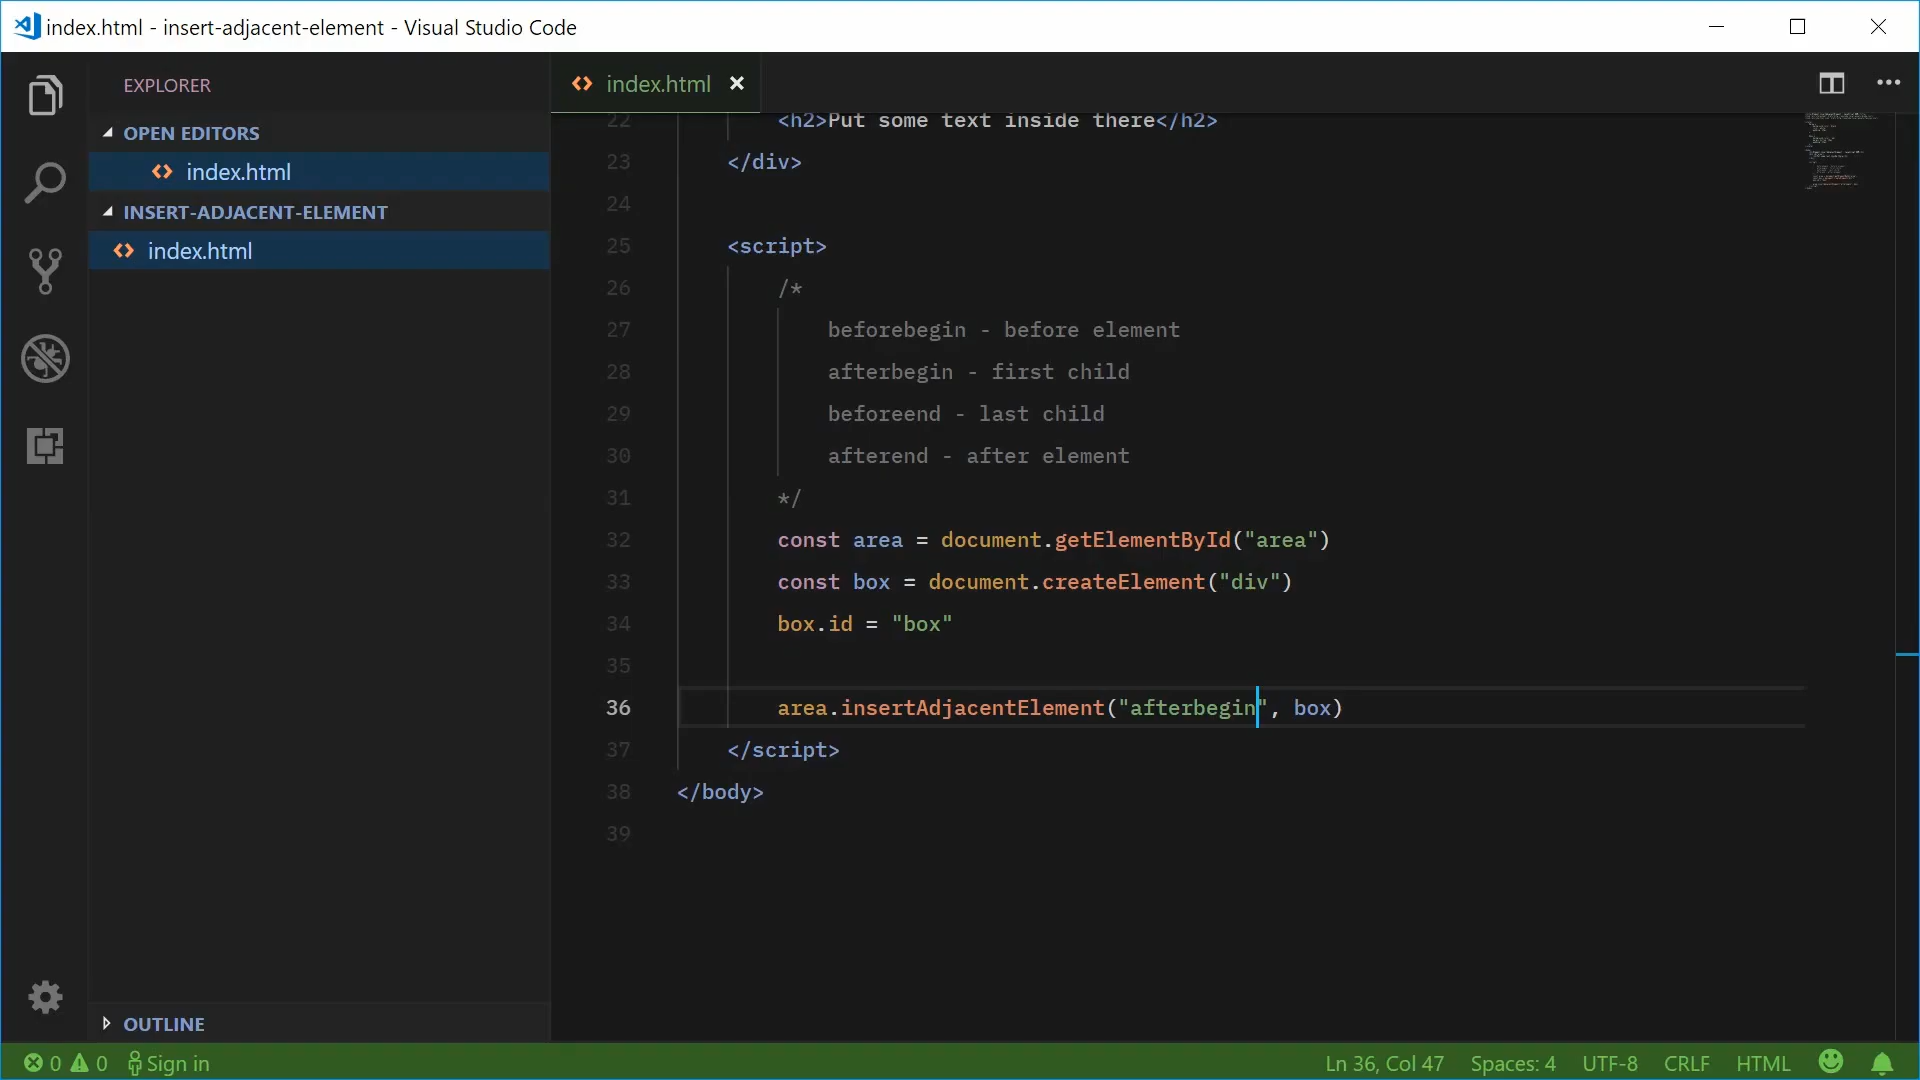 index.html - insert-adjacent-element - Visual Studio Code
EXPLORER
OPEN EDITORS
index.html
INSERT-ADJACENT-ELEMENT
index.html
OUTLINE
index.html
22 <h2>Put some text inside there</h2>
23 </div>
24
25 <script>
26 /*
27 beforebegin - before element
28 afterbegin - first child
29 beforeend - last child
30 afterend - after element
31 */
32 const area = document.getElementById("area")
33 const box = document.createElement("div")
34 box.id = "box"
35
36 area.insertAdjacentElement("afterbegin", box)
37 </script>
38 </body>
39
0 0 Sign in
Ln 36, Col 47 Spaces: 4 UTF-8 CRLF HTML